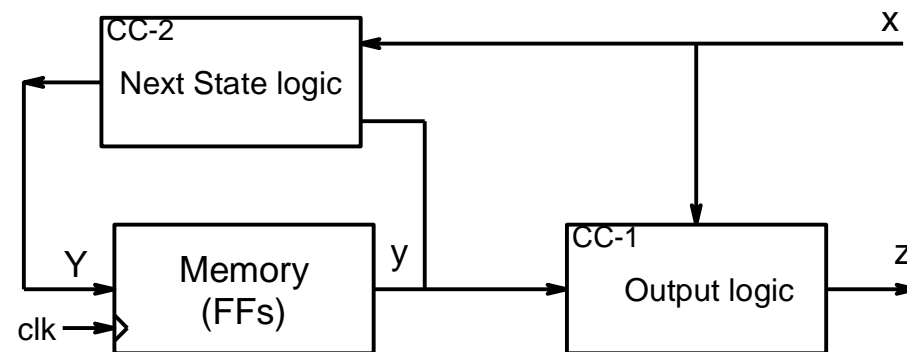 x
CC-2
Next State logic
Y
Memory
(FFs)
y
CC-1
Output logic
z
clk